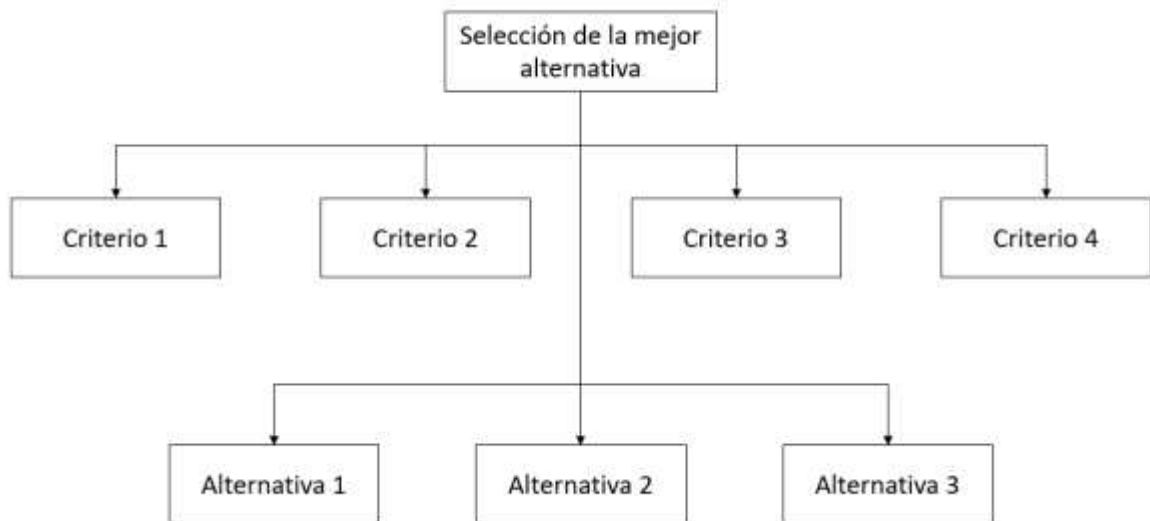 Selección de la mejor
alternativa
Criterio 1
Criterio 2
Criterio 3
Criterio 4
Alternativa 1
Alternativa 2
Alternativa 3